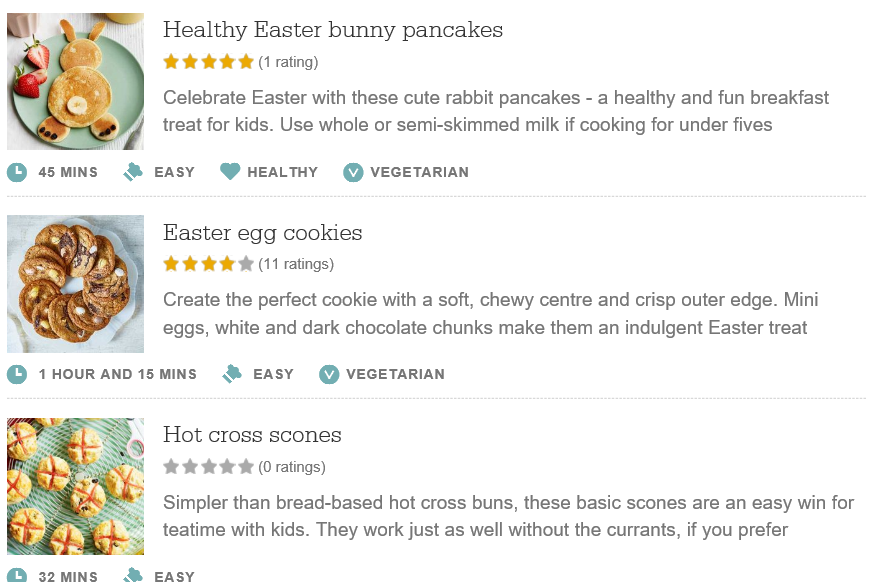 Healthy Easter bunny pancakes
(1 rating)
Celebrate Easter with these cute rabbit pancakes - a healthy and fun breakfast
treat for kids. Use whole or semi-skimmed milk if cooking for under fives
45 MINS EASY HEALTHY V VEGETARIAN
Easter egg cookies
(11 ratings)
Create the perfect cookie with a soft, chewy centre and crisp outer edge. Mini
eggs, white and dark chocolate chunks make them an indulgent Easter treat
1 HOUR AND 15 MINS EASY V VEGETARIAN
Hot cross scones
(0 ratings)
Simpler than bread-based hot cross buns, these basic scones are an easy win for
teatime with kids. They work just as well without the currants, if you prefer
32 MINS EASY